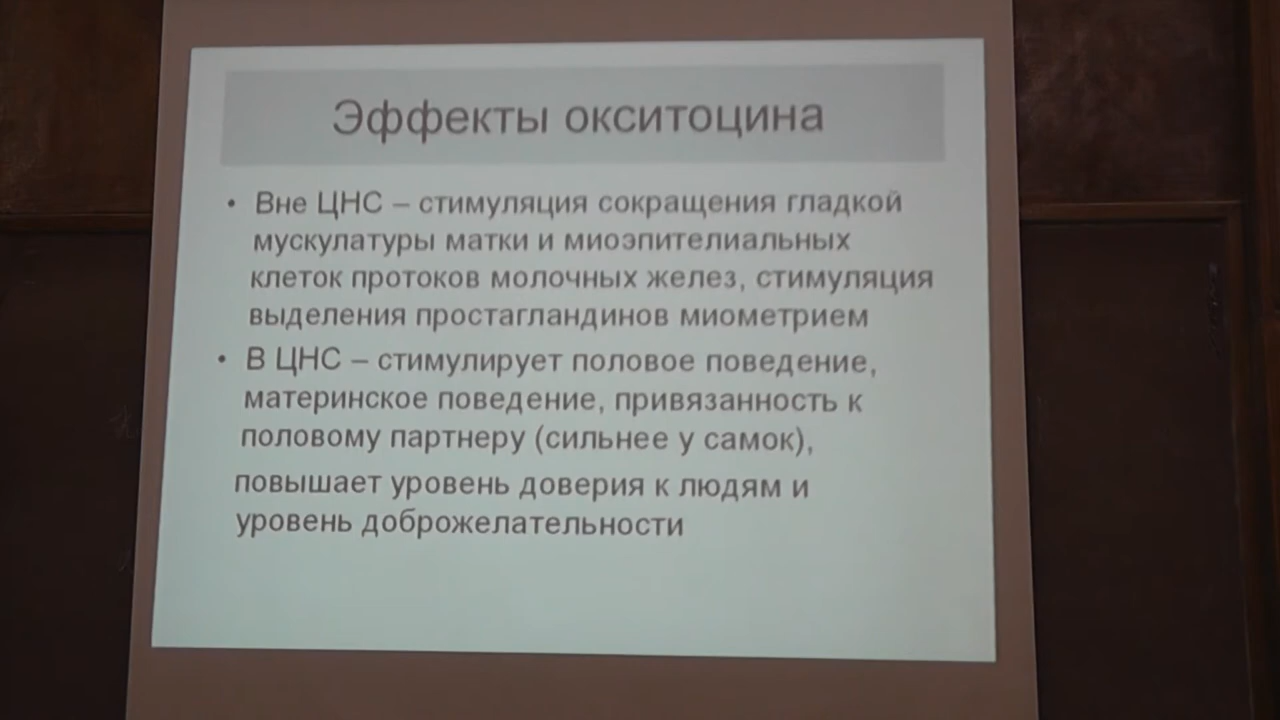 Эффекты окситоцина
• Вне ЦНС – стимуляция сокращения гладкой
мускулатуры матки и миоэпителиальных
клеток протоков молочных желез, стимуляция
выделения простагландинов миометрием
• В ЦНС – стимулирует половое поведение,
материнское поведение, привязанность к
половому партнеру (сильнее у самок),
повышает уровень доверия к людям и
уровень доброжелательности